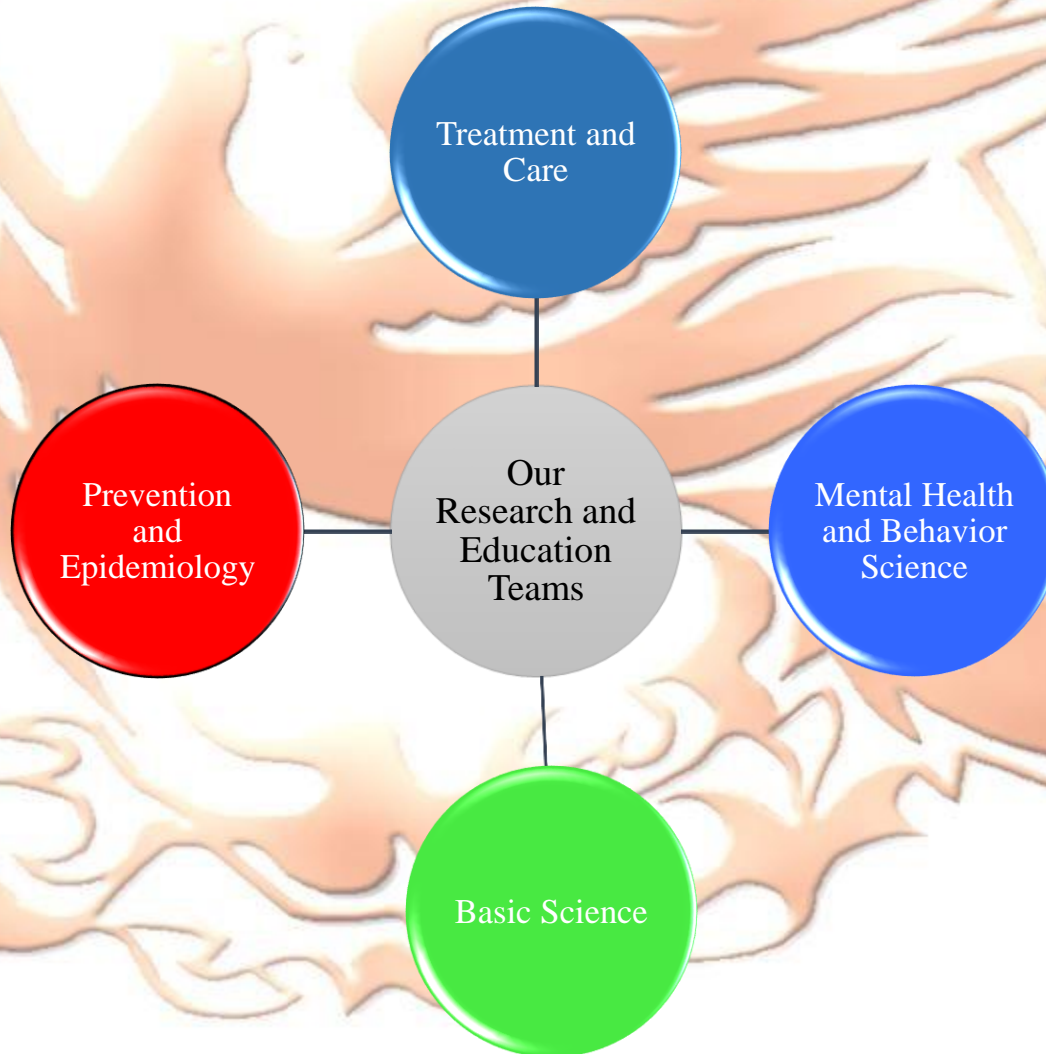 Treatment and
Care
Prevention
and
Epidemiology
Our
Research and
Education
Teams
Mental Health
and Behavior
Science
Basic Science